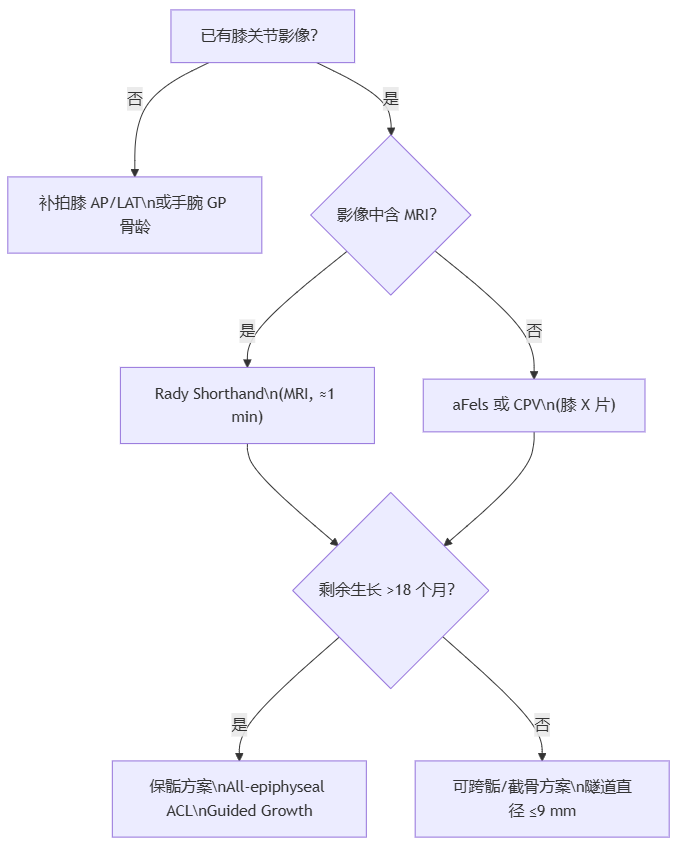 已有膝关节影像？
否
是
补拍膝 AP/LAT\n或手腕 GP
骨龄
影像中含 MRI？
是
否
Rady Shorthand\n(MRI, ≈1
min)
aFels 或 CPV\n(膝 X 片)
剩余生长 >18 个月？
是
否
保骺方案\nAll-epiphyseal
ACL\nGuided Growth
可跨骺/截骨方案\n隧道直
径 ≤9 mm